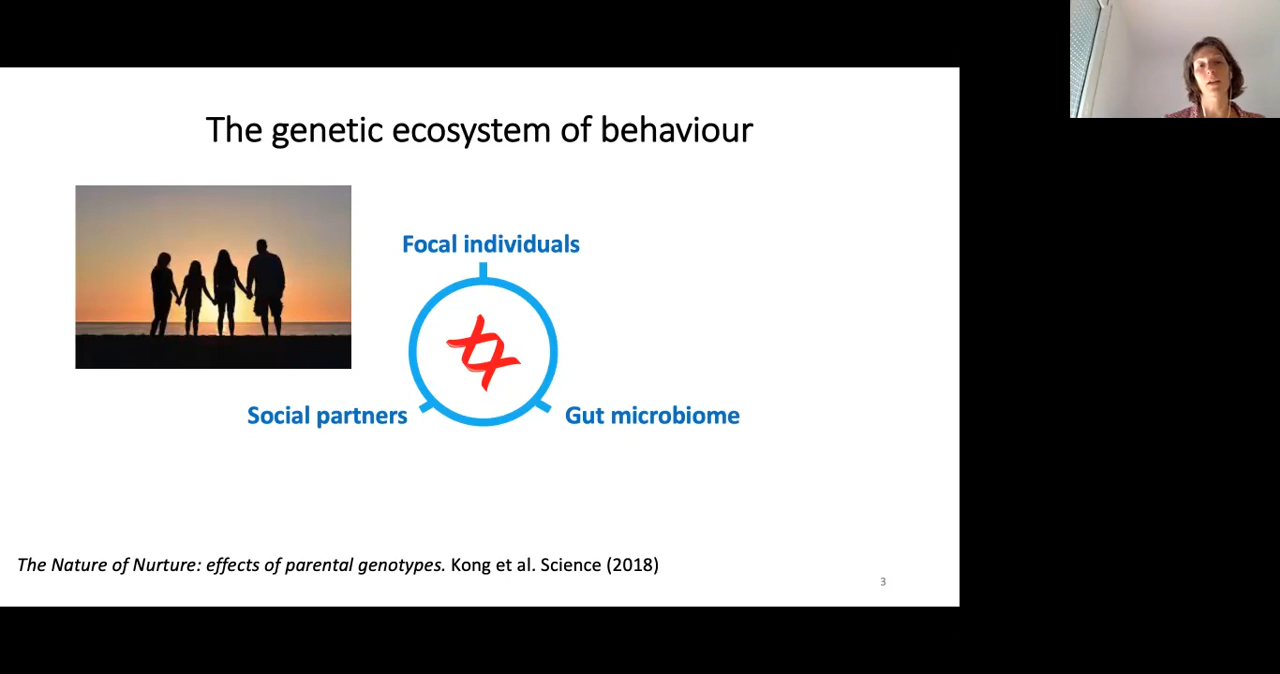 The genetic ecosystem of behaviour
Focal individuals
Social partners
Gut microbiome
The Nature of Nurture: effects of parental genotypes. Kong et al. Science (2018)
3